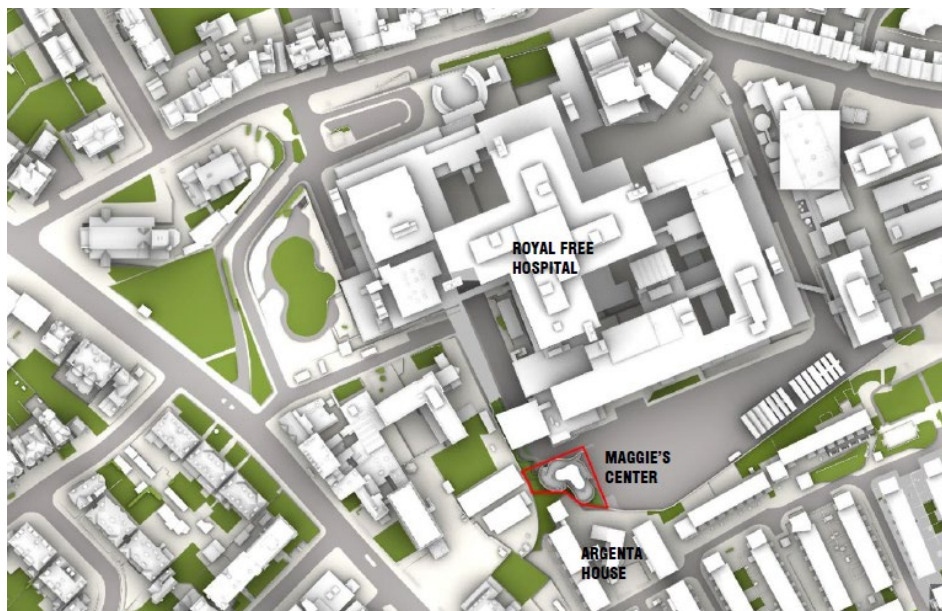 ROYAL FREE
HOSPITAL
MAGGIE'S
CENTER
ARGENTA
HOUSE